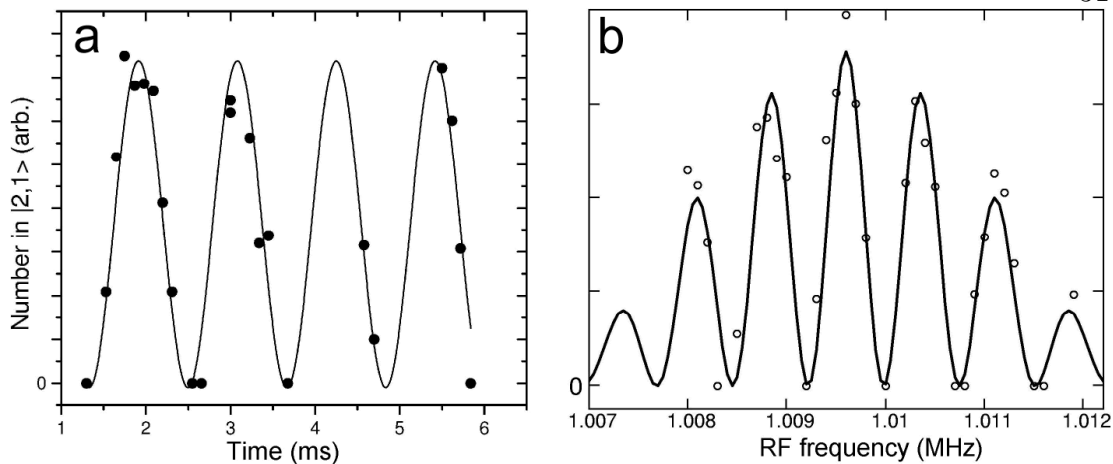 a
Number in |2,1> (arb.)
0
1 2 3 4 5 6
Time (ms)
b
0
1.007 1.008 1.009 1.01 1.011 1.012
RF frequency (MHz)